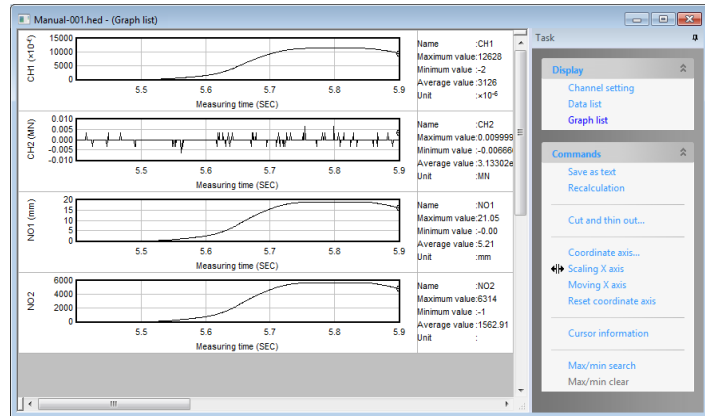 Manual-001.hed - (Graph list)
15000
10000
5000
0
CH1 (×10⁻⁶)
5.5 5.6 5.7 5.8 5.9
Measuring time (SEC)
Name :CH1
Maximum value:12628
Minimum value :-2
Average value :3126
Unit :×10⁻⁶
0.010
0.005
0.000
-0.005
-0.010
CH2 (MN)
5.5 5.6 5.7 5.8 5.9
Measuring time (SEC)
Name :CH2
Maximum value:0.009999
Minimum value :-0.00666
Average value :3.13302e
Unit :MN
20
15
10
5
0
NO1 (mm)
5.5 5.6 5.7 5.8 5.9
Measuring time (SEC)
Name :NO1
Maximum value:21.05
Minimum value :-0.00
Average value :5.21
Unit :mm
6000
4000
2000
0
NO2
5.5 5.6 5.7 5.8 5.9
Measuring time (SEC)
Name :NO2
Maximum value:6314
Minimum value :-1
Average value :1562.91
Unit :
Task
Display
Channel setting
Data list
Graph list
Commands
Save as text
Recalculation
Cut and thin out...
Coordinate axis...
Scaling X axis
Moving X axis
Reset coordinate axis
Cursor information
Max/min search
Max/min clear